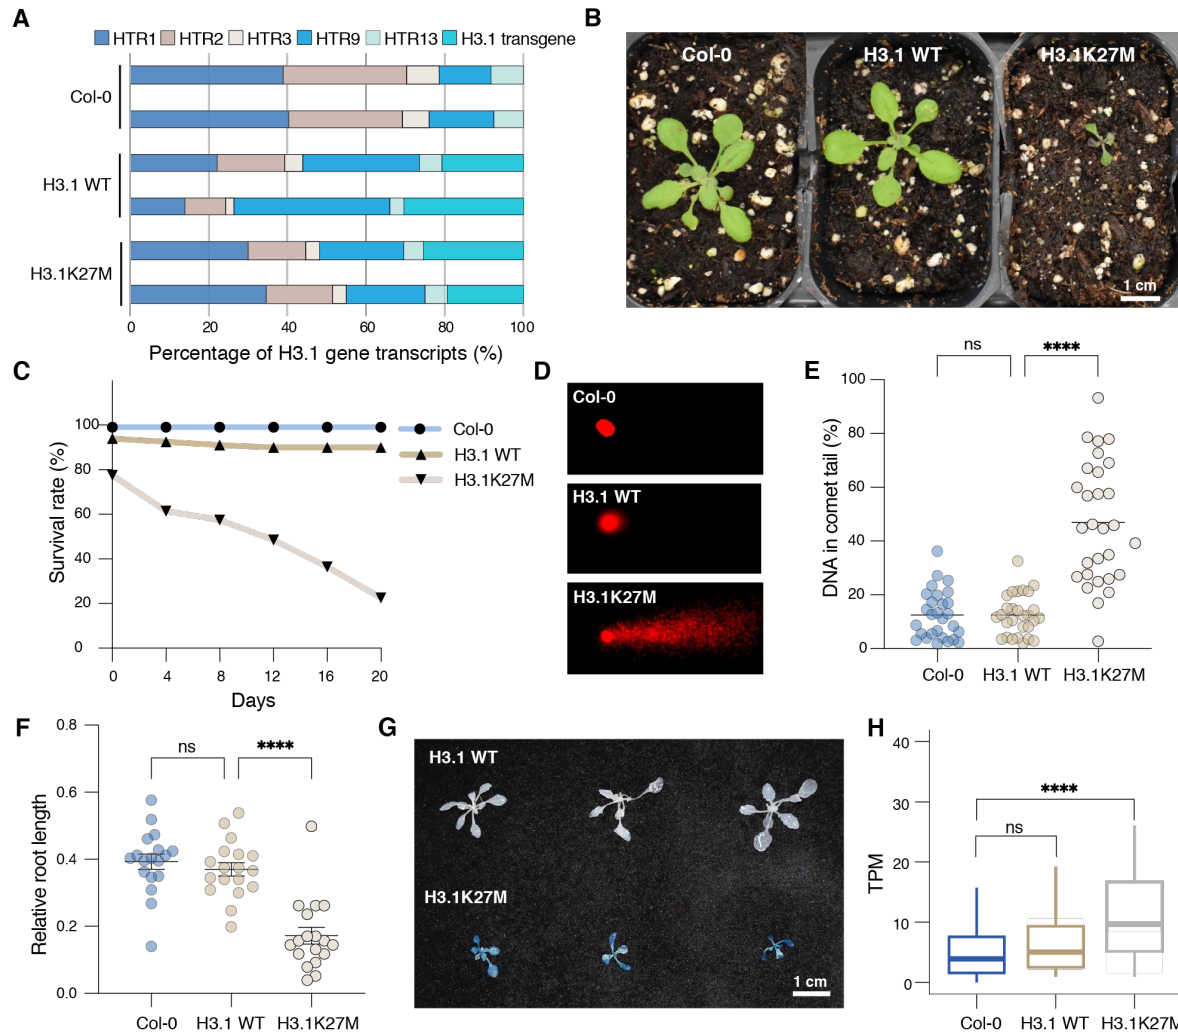 A
HTR1 HTR2 HTR3 HTR9 HTR13 H3.1 transgene
Col-0
H3.1 WT
H3.1K27M
0 20 40 60 80 100
Percentage of H3.1 gene transcripts (%)
B
Col-0 H3.1 WT H3.1K27M
1 cm
C
Survival rate (%)
100
80
60
40
20
0
0 4 8 12 16 20
Days
Col-0
H3.1 WT
H3.1K27M
D
Col-0
H3.1 WT
H3.1K27M
E
ns ****
DNA in comet tail (%)
100
80
60
40
20
0
Col-0 H3.1 WT H3.1K27M
F
ns ****
Relative root length
0.8
0.6
0.4
0.2
0.0
Col-0 H3.1 WT H3.1K27M
G
H3.1 WT
H3.1K27M
1 cm
H
****
ns
TPM
40
30
20
10
0
Col-0 H3.1 WT H3.1K27M